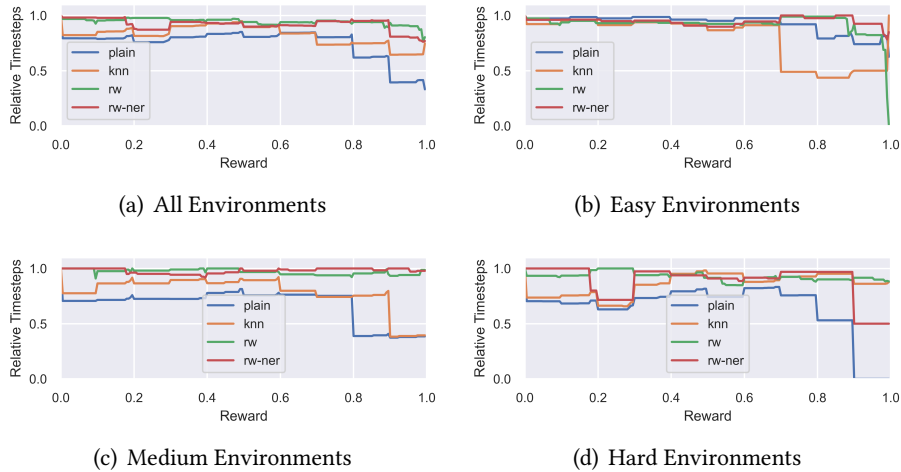 Relative Timesteps
1.0
0.5
0.0
plain
knn
rw
rw-ner
0.0 0.2 0.4 0.6 0.8 1.0
Reward
(a) All Environments
Relative Timesteps
1.0
0.5
0.0
plain
knn
rw
rw-ner
0.0 0.2 0.4 0.6 0.8 1.0
Reward
(b) Easy Environments
Relative Timesteps
1.0
0.5
0.0
plain
knn
rw
rw-ner
0.0 0.2 0.4 0.6 0.8 1.0
Reward
(c) Medium Environments
Relative Timesteps
1.0
0.5
0.0
plain
knn
rw
rw-ner
0.0 0.2 0.4 0.6 0.8 1.0
Reward
(d) Hard Environments